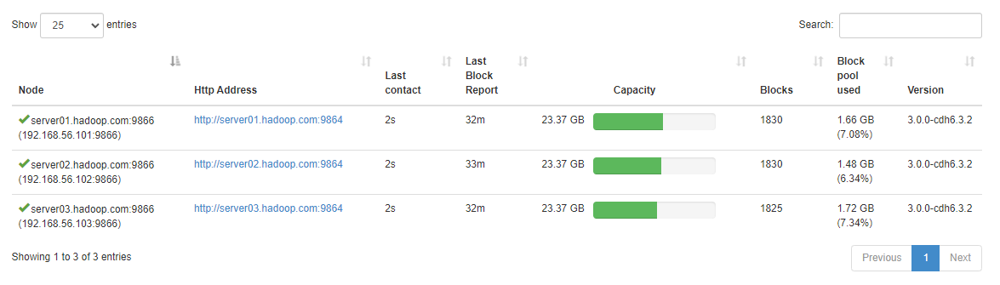 Show 25 entries Search:
Node Http Address Last contact Last Block Report Capacity Blocks Block pool used Version
server01.hadoop.com:9866 http://server01.hadoop.com:9864 2s 32m 23.37 GB 1830 1.66 GB 3.0.0-cdh6.3.2
(192.168.56.101:9866) (7.08%)
server02.hadoop.com:9866 http://server02.hadoop.com:9864 2s 33m 23.37 GB 1830 1.48 GB 3.0.0-cdh6.3.2
(192.168.56.102:9866) (6.34%)
server03.hadoop.com:9866 http://server03.hadoop.com:9864 2s 32m 23.37 GB 1825 1.72 GB 3.0.0-cdh6.3.2
(192.168.56.103:9866) (7.34%)
Showing 1 to 3 of 3 entries Previous 1 Next